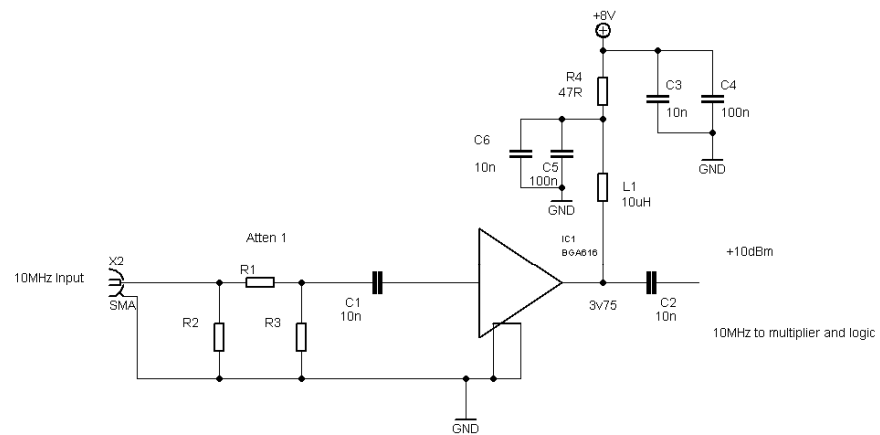 +8V
R4
47R
C3
10n
C4
100n
GND
C6
10n
C5
100n
GND
L1
10uH
Atten 1
IC1
BGA616
+10dBm
X2
10MHz Input
SMA
R1
R2
R3
C1
10n
3v75
C2
10n
10MHz to multiplier and logic
GND